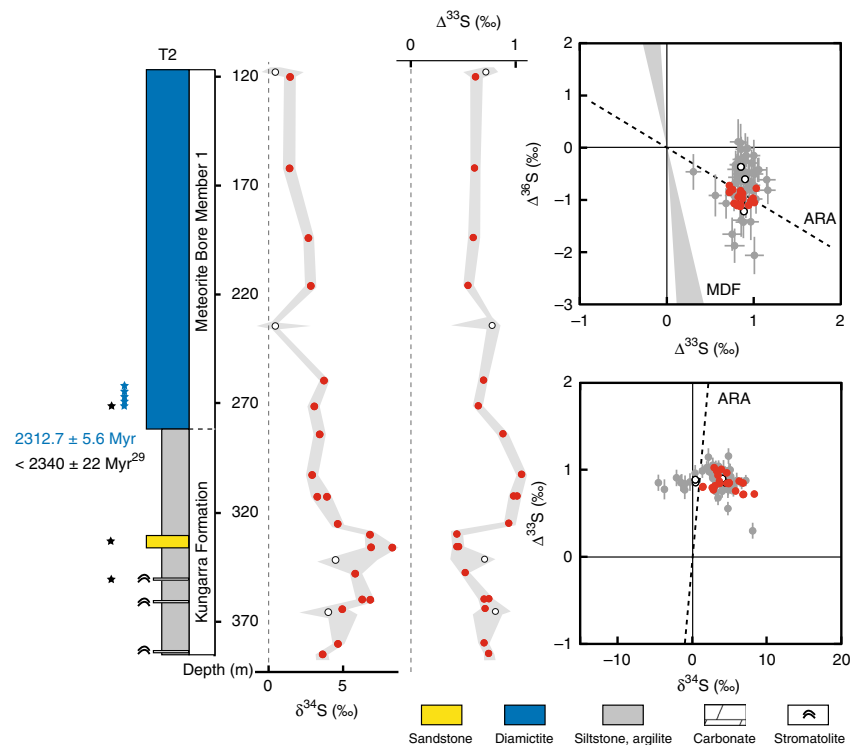 Δ³³S (‰)
0
1
T2
120
170
220
270
320
370
Depth (m)
Meteorite Bore Member 1
Kungarra Formation
2312.7 ± 5.6 Myr
< 2340 ± 22 Myr²⁹
0
5
δ³⁴S (‰)
2
1
0
−1
−2
−3
Δ³⁶S (‰)
ARA
MDF
−1
0
1
2
Δ³³S (‰)
2
1
0
−1
Δ³³S (‰)
ARA
−10
0
10
20
δ³⁴S (‰)
Sandstone
Diamictite
Siltstone, argilite
Carbonate
Stromatolite